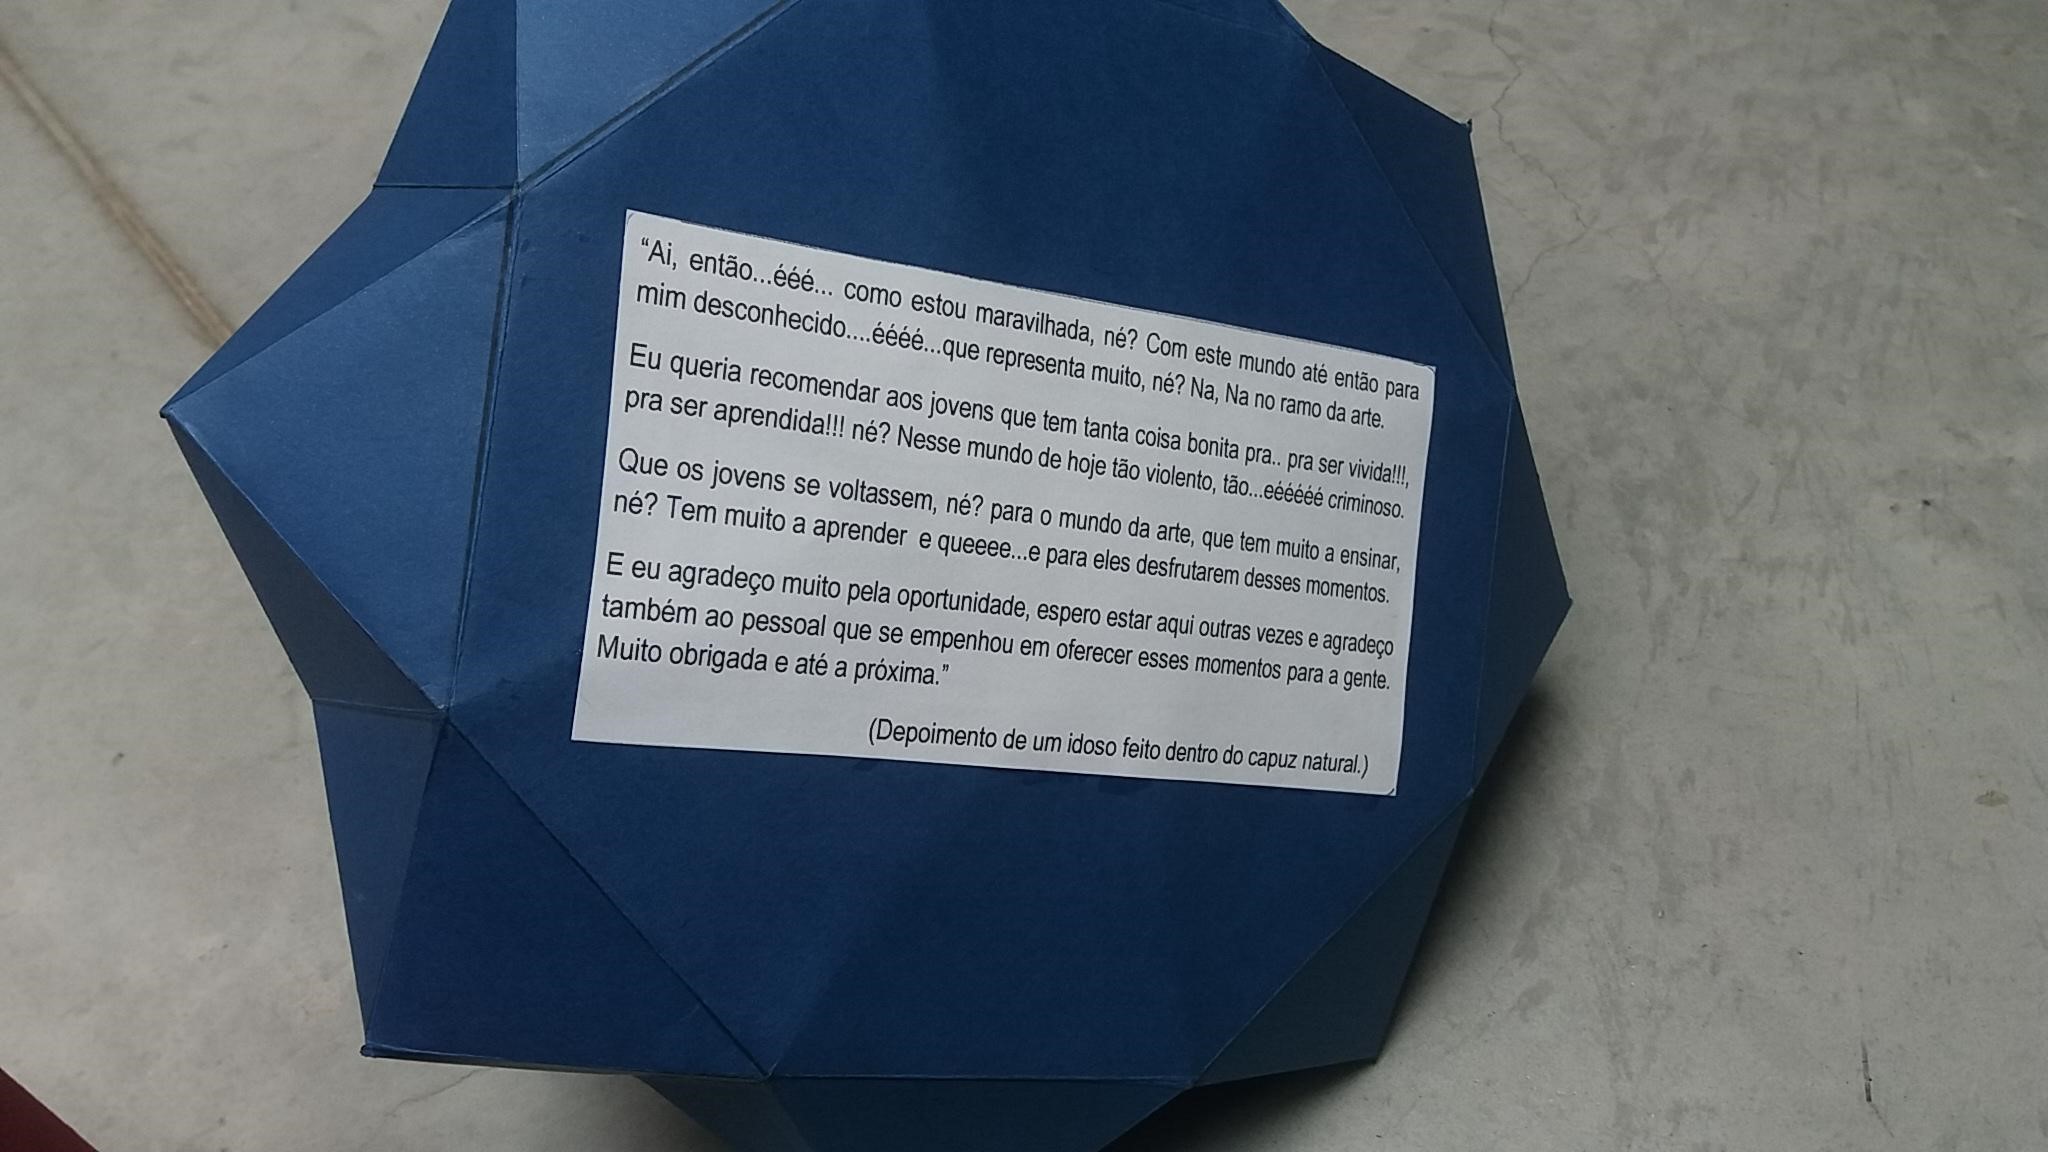 “Ai, então...ééé... como estou maravilhada, né? Com este mundo até então para
mim desconhecido....éééé...que representa muito, né? Na, Na no ramo da arte.
Eu queria recomendar aos jovens que tem tanta coisa bonita pra.. pra ser vivida!!!,
pra ser aprendida!!! né? Nesse mundo de hoje tão violento, tão...eééééé criminoso.
Que os jovens se voltassem, né? para o mundo da arte, que tem muito a ensinar,
né? Tem muito a aprender e queeee...e para eles desfrutarem desses momentos.
E eu agradeço muito pela oportunidade, espero estar aqui outras vezes e agradeço
também ao pessoal que se empenhou em oferecer esses momentos para a gente.
Muito obrigada e até a próxima.”
(Depoimento de um idoso feito dentro do capuz natural.)